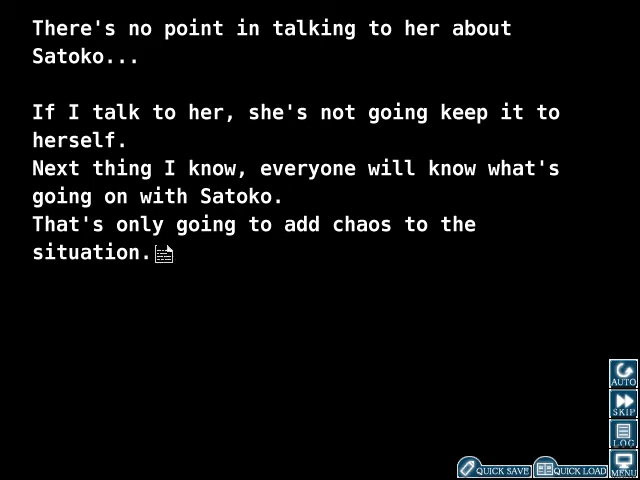 There's no point in talking to her about
Satoko...
If I talk to her, she's not going keep it to
herself.
Next thing I know, everyone will know what's
going on with Satoko.
That's only going to add chaos to the
situation.
AUTO
SKIP
LOG
MENU
QUICK SAVE
QUICK LOAD